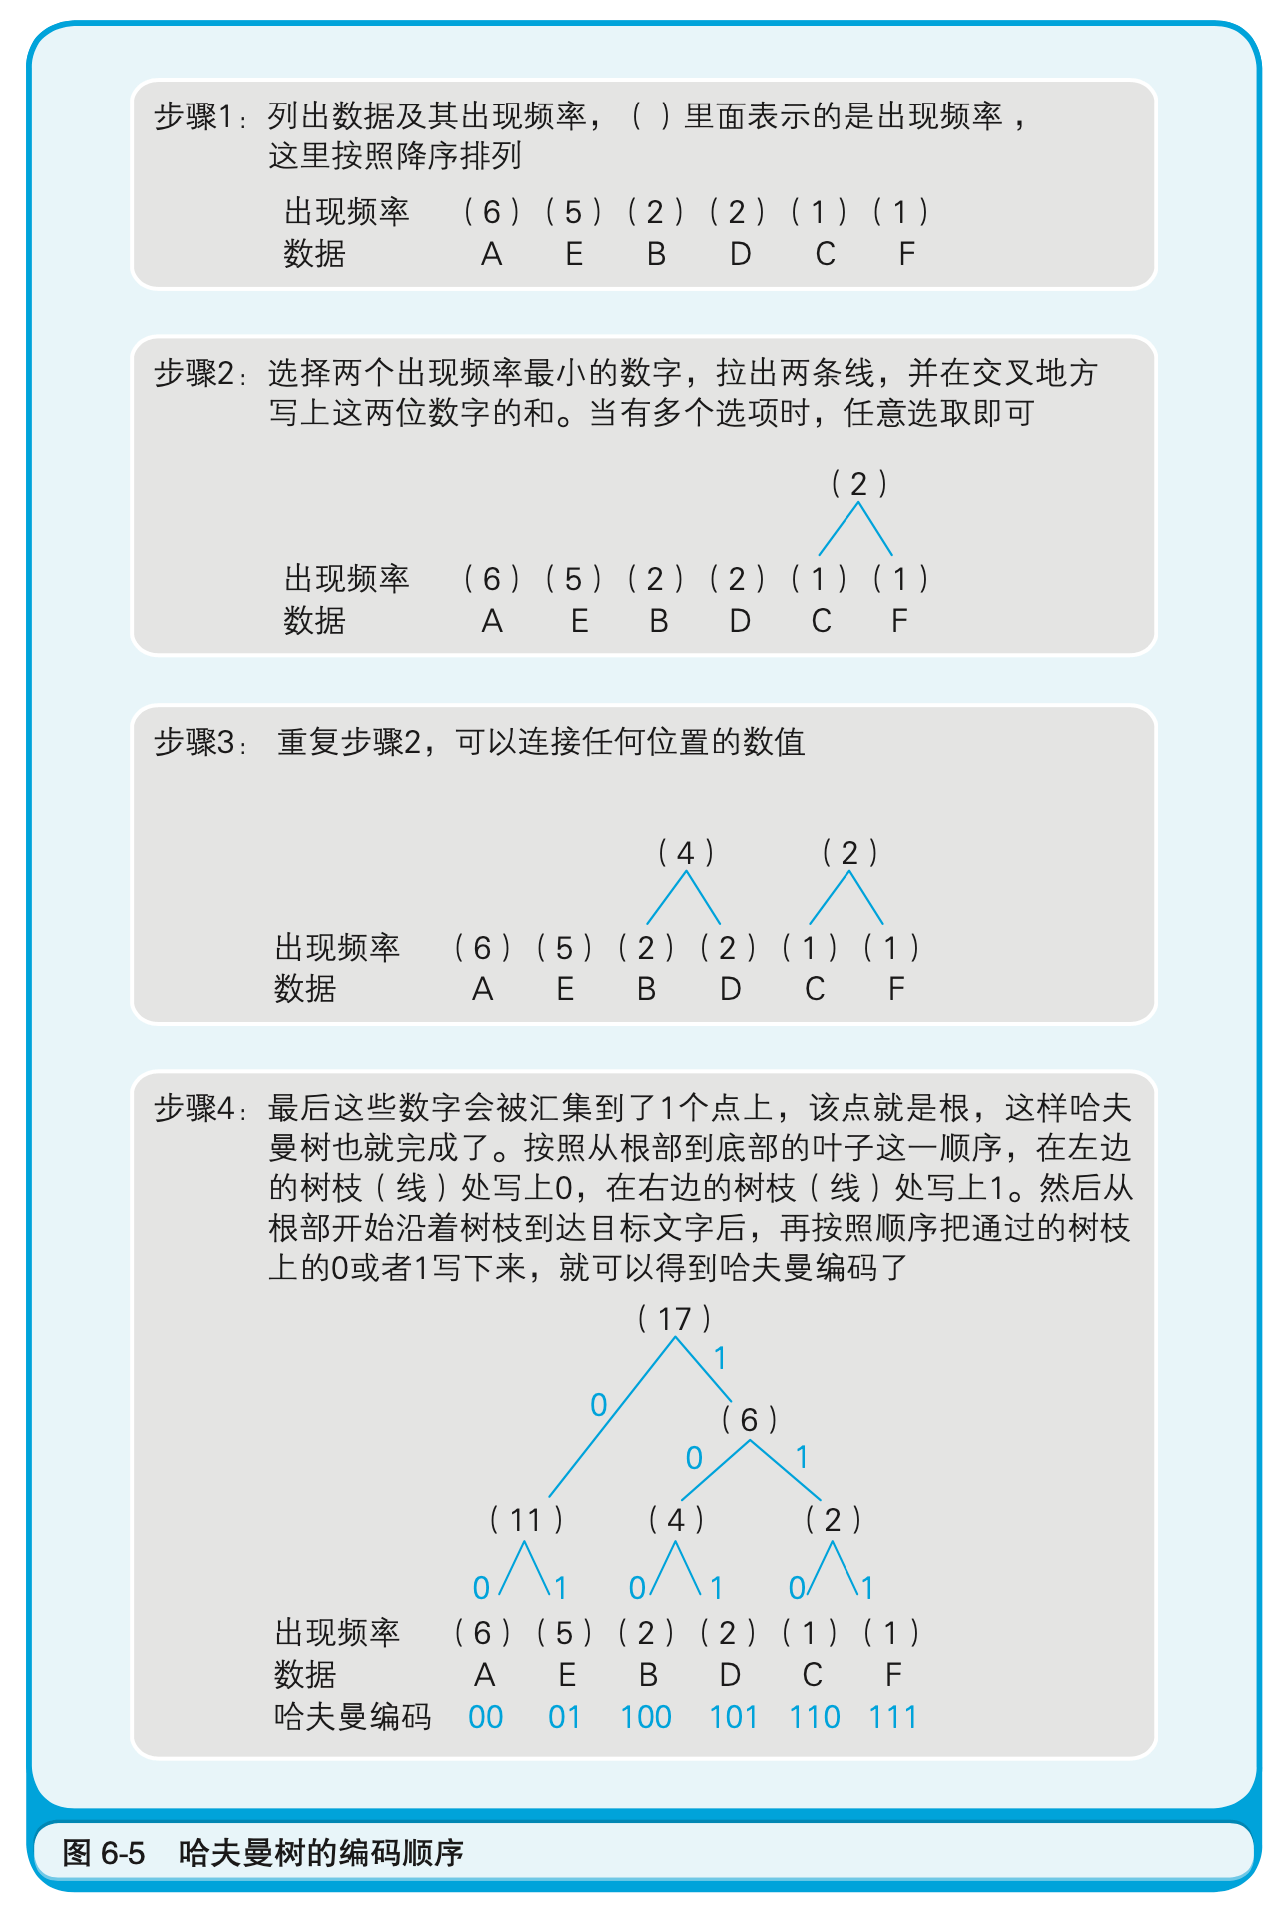 步骤1：列出数据及其出现频率，（ ）里面表示的是出现频率，
这里按照降序排列
出现频率 （6）（5）（2）（2）（1）（1）
数据 A E B D C F
步骤2：选择两个出现频率最小的数字，拉出两条线，并在交叉地方
写上这两位数字的和。当有多个选项时，任意选取即可
（2）
出现频率 （6）（5）（2）（2）（1）（1）
数据 A E B D C F
步骤3：重复步骤2，可以连接任何位置的数值
（4） （2）
出现频率 （6）（5）（2）（2）（1）（1）
数据 A E B D C F
步骤4：最后这些数字会被汇集到了1个点上，该点就是根，这样哈夫
曼树也就完成了。按照从根部到底部的叶子这一顺序，在左边
的树枝（线）处写上0，在右边的树枝（线）处写上1。然后从
根部开始沿着树枝到达目标文字后，再按照顺序把通过的树枝
上的0或者1写下来，就可以得到哈夫曼编码了
（17）
1
0
（6）
0 1
（11） （4） （2）
0 1 0 1 0 1
出现频率 （6）（5）（2）（2）（1）（1）
数据 A E B D C F
哈夫曼编码 00 01 100 101 110 111
图 6-5 哈夫曼树的编码顺序